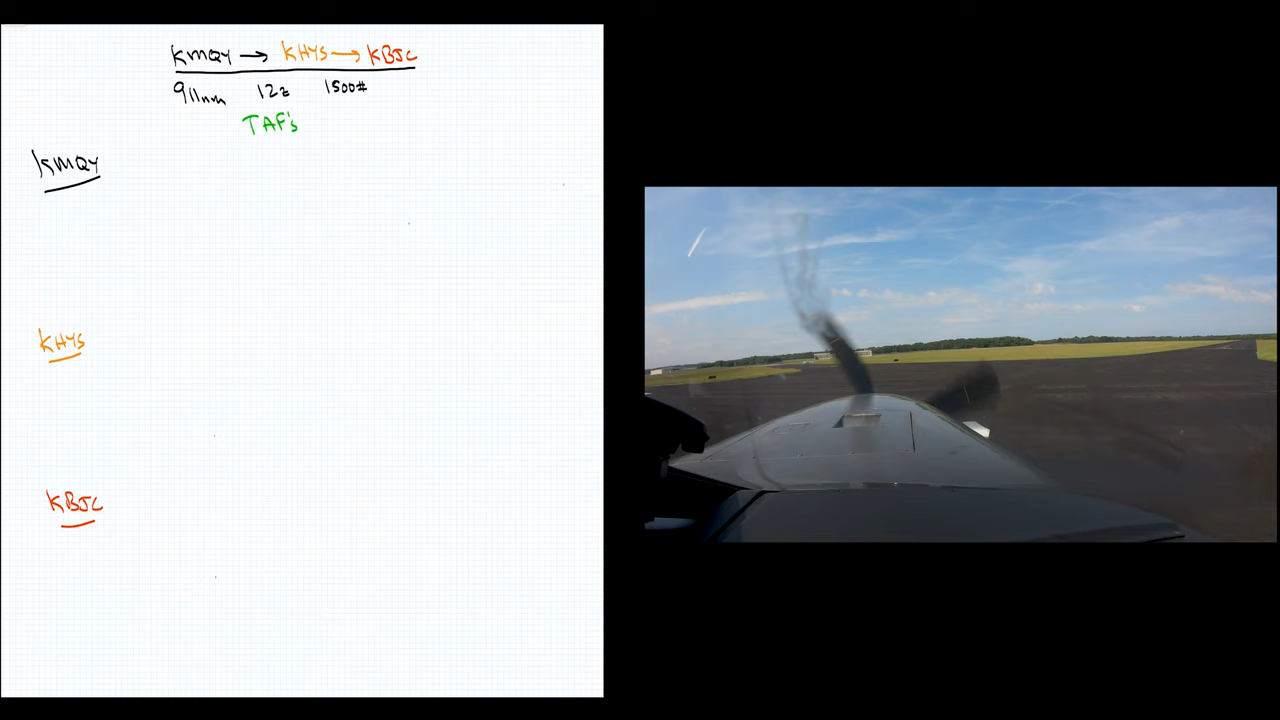 KMQY → KHYS → KBJC
911nm 12z 1500#
TAF's
KMQY
KHYS
KBJC